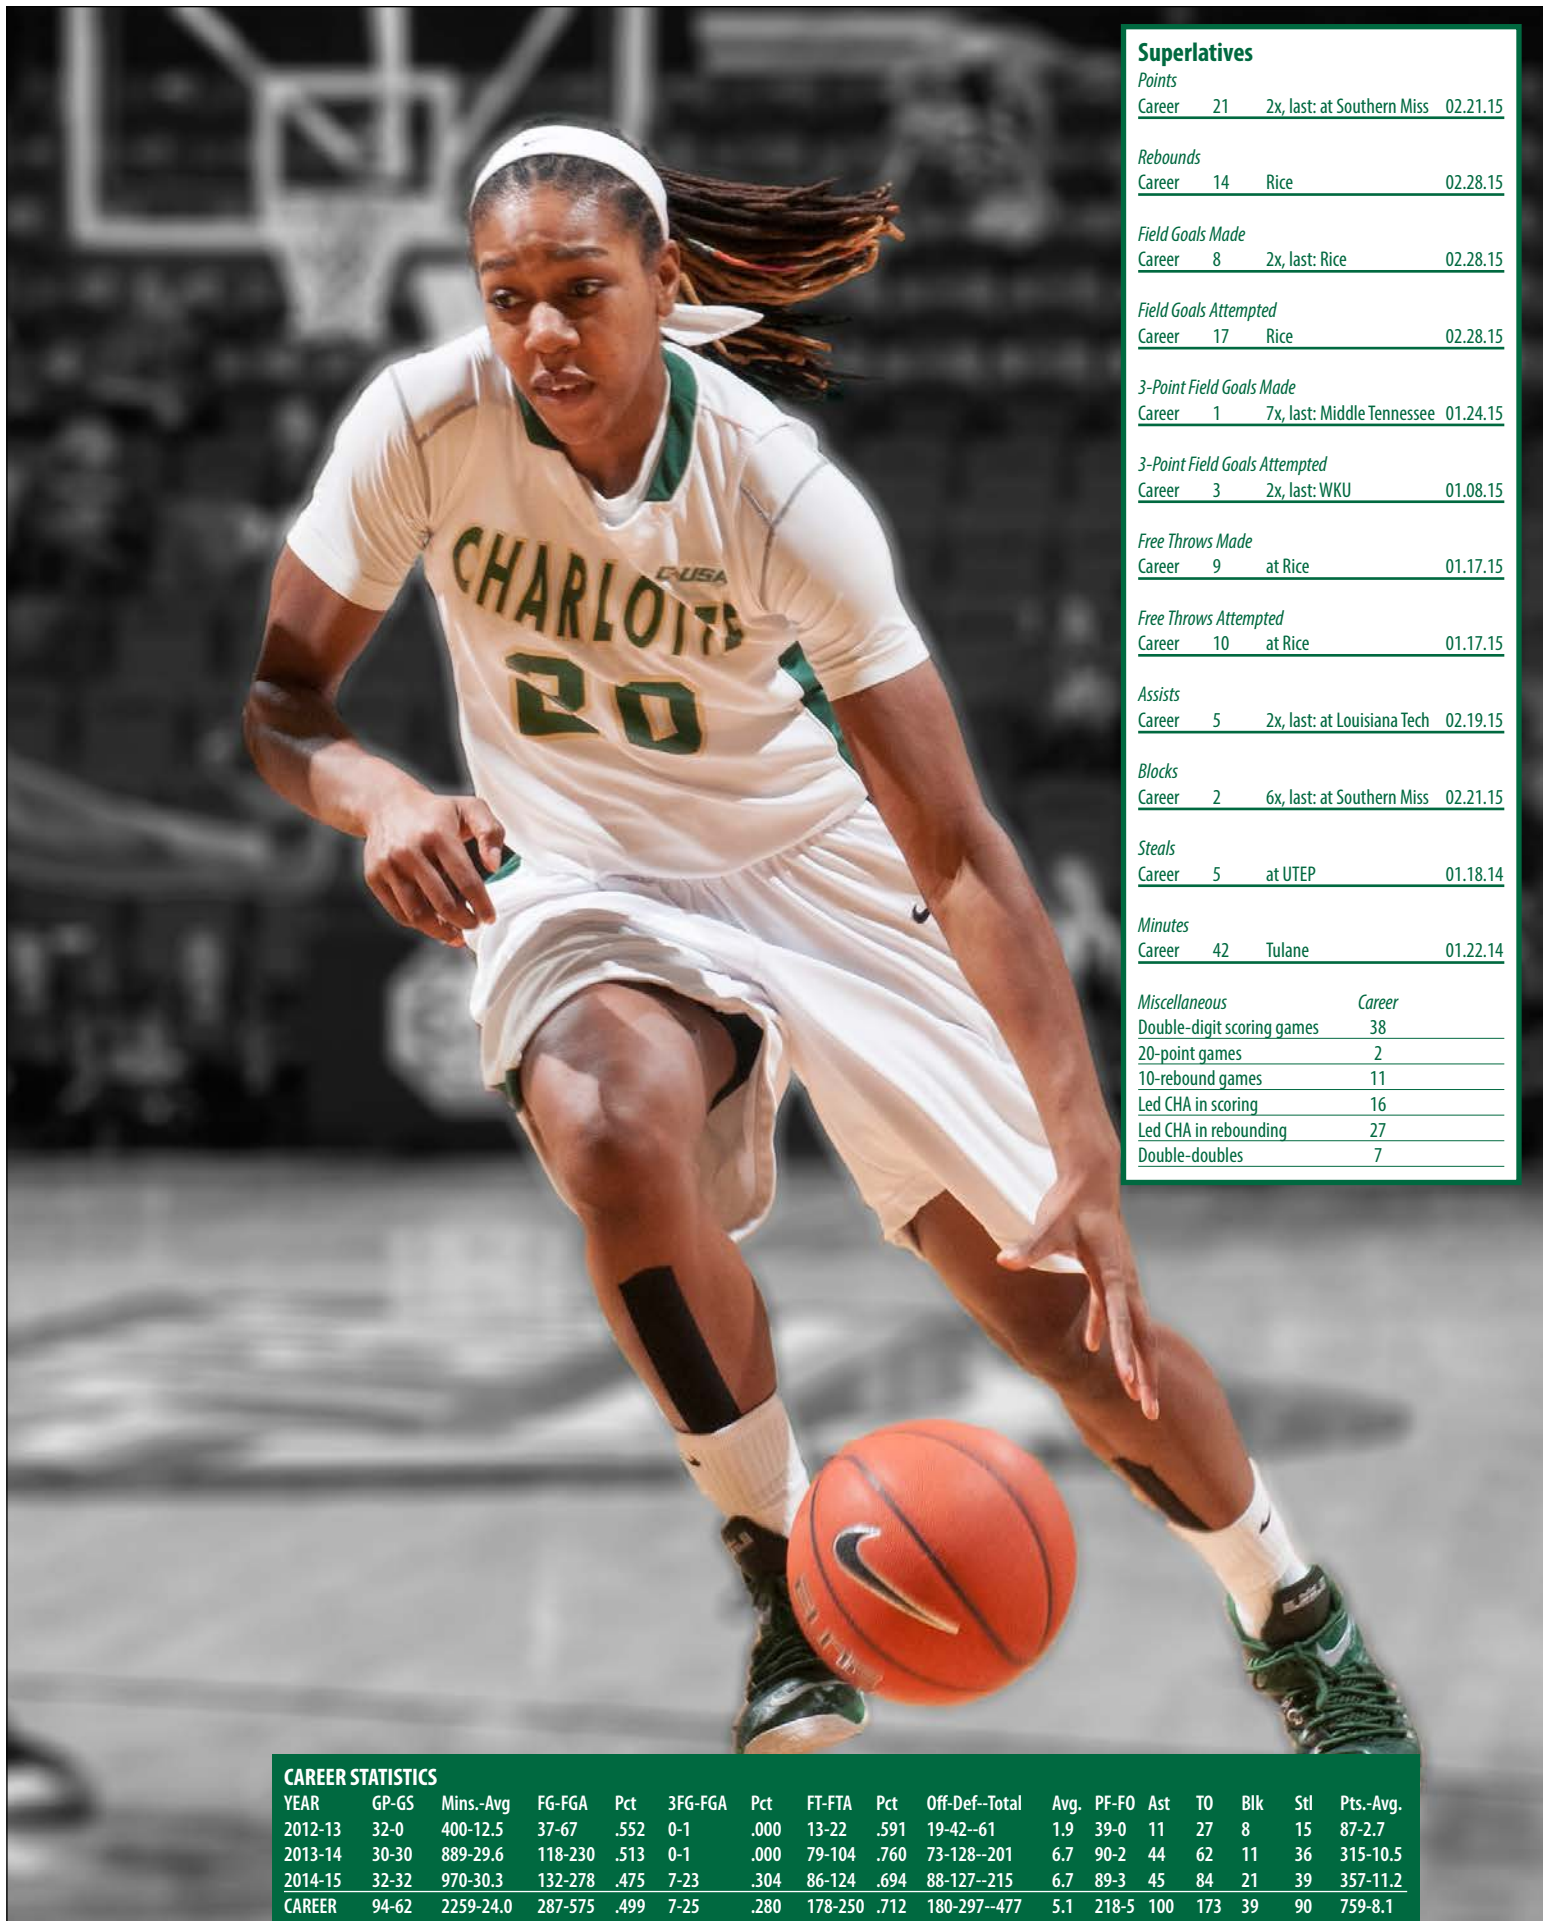 Superlatives
Points
Career 21 2x, last: at Southern Miss 02.21.15
Rebounds
Career 14 Rice 02.28.15
Field Goals Made
Career 8 2x, last: Rice 02.28.15
Field Goals Attempted
Career 17 Rice 02.28.15
3-Point Field Goals Made
Career 1 7x, last: Middle Tennessee 01.24.15
3-Point Field Goals Attempted
Career 3 2x, last: WKU 01.08.15
Free Throws Made
Career 9 at Rice 01.17.15
Free Throws Attempted
Career 10 at Rice 01.17.15
Assists
Career 5 2x, last: at Louisiana Tech 02.19.15
Blocks
Career 2 6x, last: at Southern Miss 02.21.15
Steals
Career 5 at UTEP 01.18.14
Minutes
Career 42 Tulane 01.22.14
Miscellaneous Career
Double-digit scoring games 38
20-point games 2
10-rebound games 11
Led CHA in scoring 16
Led CHA in rebounding 27
Double-doubles 7
C-USA
CHARLOTTE
20
ELITE
CAREER STATISTICS
YEAR GP-GS Mins.-Avg FG-FGA Pct 3FG-FGA Pct FT-FTA Pct Off-Def--Total Avg. PF-FO Ast TO Blk Stl Pts.-Avg.
2012-13 32-0 400-12.5 37-67 .552 0-1 .000 13-22 .591 19-42--61 1.9 39-0 11 27 8 15 87-2.7
2013-14 30-30 889-29.6 118-230 .513 0-1 .000 79-104 .760 73-128--201 6.7 90-2 44 62 11 36 315-10.5
2014-15 32-32 970-30.3 132-278 .475 7-23 .304 86-124 .694 88-127--215 6.7 89-3 45 84 21 39 357-11.2
CAREER 94-62 2259-24.0 287-575 .499 7-25 .280 178-250 .712 180-297--477 5.1 218-5 100 173 39 90 759-8.1